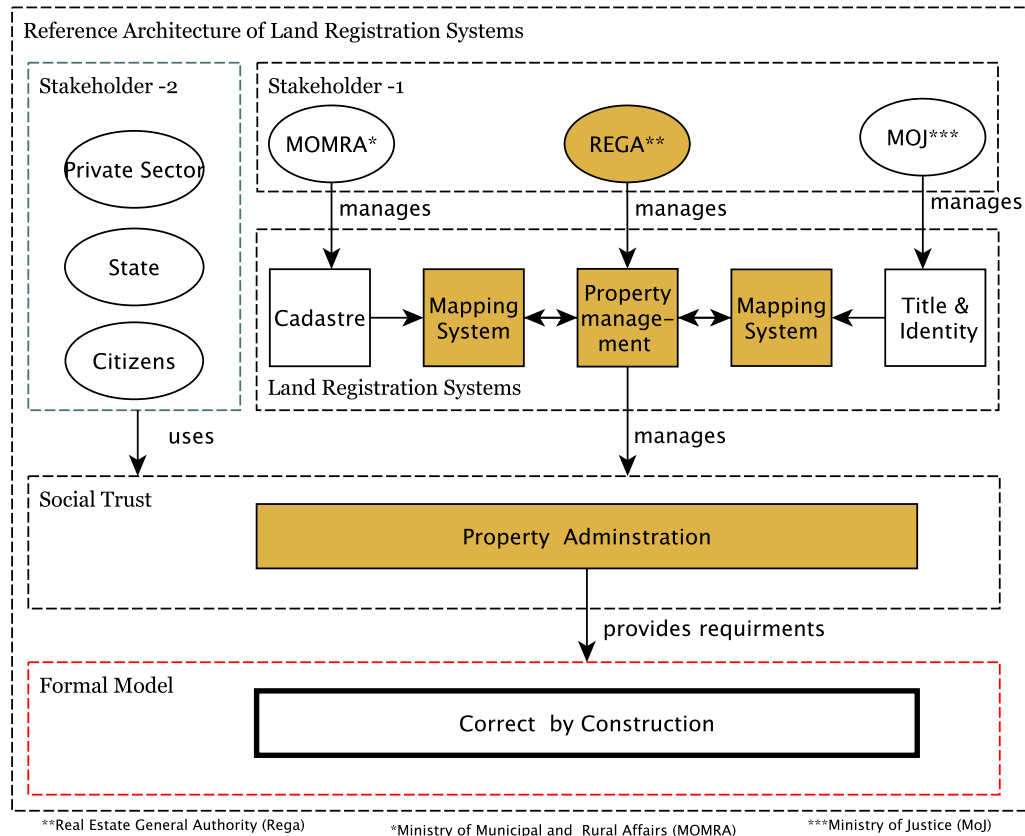 Reference Architecture of Land Registration Systems
Stakeholder -2
Private Sector
State
Citizens
uses
Stakeholder -1
MOMRA*
REGA**
MOJ***
manages
manages
manages
Cadastre
Mapping
System
Property
manage-
ment
Mapping
System
Title &
Identity
Land Registration Systems
manages
Social Trust
Property Adminstration
provides requirments
Formal Model
Correct by Construction
**Real Estate General Authority (Rega)
*Ministry of Municipal and Rural Affairs (MOMRA)
***Ministry of Justice (MoJ)